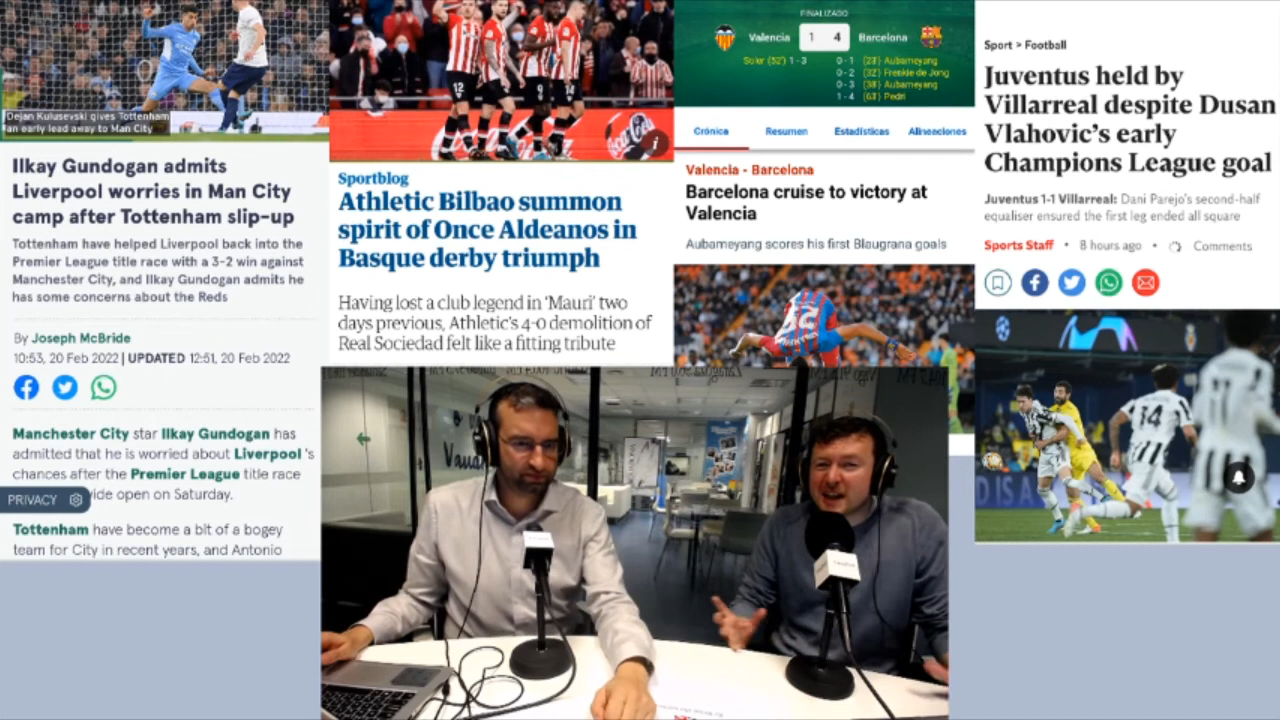 Dejan Kulusevski gives Tottenham
an early lead away to Man City
Ilkay Gundogan admits
Liverpool worries in Man City
camp after Tottenham slip-up
Tottenham have helped Liverpool back into the
Premier League title race with a 3-2 win against
Manchester City, and Ilkay Gundogan admits he
has some concerns about the Reds
By Joseph McBride
10:53, 20 Feb 2022 | UPDATED 12:51, 20 Feb 2022
Manchester City star Ilkay Gundogan has
admitted that he is worried about Liverpool 's
chances after the Premier League title race
PRIVACY
ide open on Saturday.
Tottenham have become a bit of a bogey
team for City in recent years, and Antonio
12
9
14
Coca-Cola
Sportblog
Athletic Bilbao summon
spirit of Once Aldeanos in
Basque derby triumph
Having lost a club legend in 'Mauri' two
days previous, Athletic's 4-0 demolition of
Real Sociedad felt like a fitting tribute
FINALIZADO
Valencia 1 4 Barcelona
Soler (52') 1 - 3
0 - 1 (23') Aubameyang
0 - 2 (32') Frenkie de Jong
0 - 3 (38') Aubameyang
1 - 4 (63') Pedri
Crónica Resumen Estadísticas Alineaciones
Valencia - Barcelona
Barcelona cruise to victory at
Valencia
Aubameyang scores his first Blaugrana goals
Sport > Football
Juventus held by
Villarreal despite Dusan
Vlahovic's early
Champions League goal
Juventus 1-1 Villarreal: Dani Parejo's second-half
equaliser ensured the first leg ended all square
Sports Staff • 8 hours ago • Comments
14
11